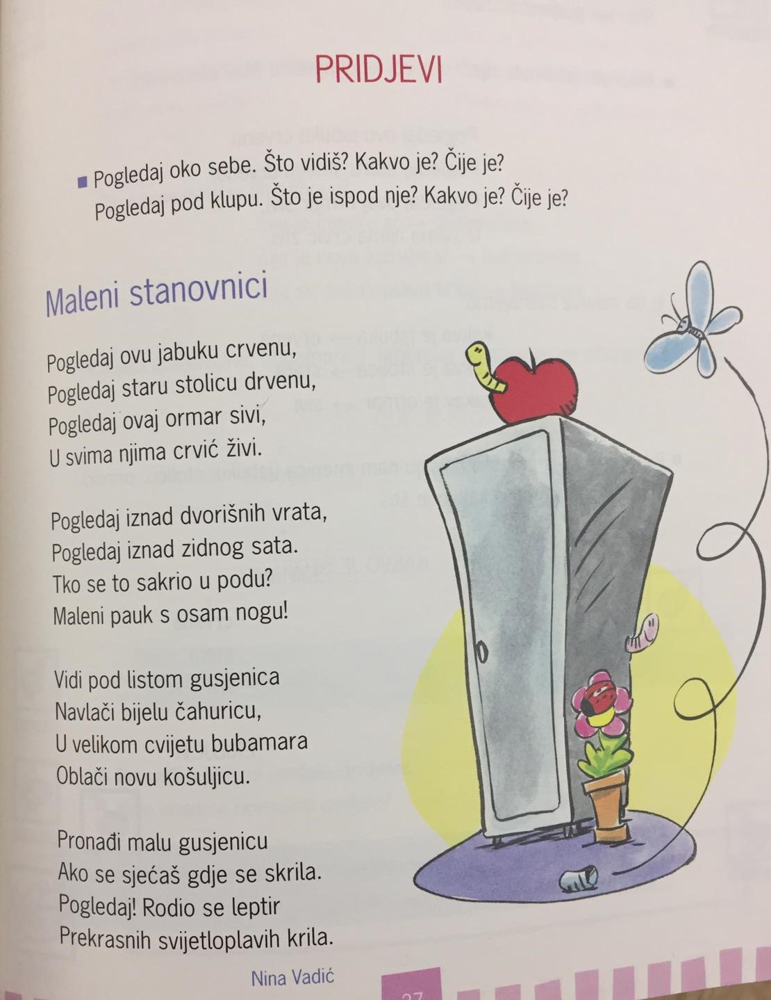 PRIDJEVI
Pogledaj oko sebe. Što vidiš? Kakvo je? Čije je?
Pogledaj pod klupu. Što je ispod nje? Kakvo je? Čije je?
Maleni stanovnici
Pogledaj ovu jabuku crvenu,
Pogledaj staru stolicu drvenu,
Pogledaj ovaj ormar sivi,
U svima njima crvić živi.
Pogledaj iznad dvorišnih vrata,
Pogledaj iznad zidnog sata.
Tko se to sakrio u podu?
Maleni pauk s osam nogu!
Vidi pod listom gusjenica
Navlači bijelu čahuricu,
U velikom cvijetu bubamara
Oblači novu košuljicu.
Pronađi malu gusjenicu
Ako se sjećaš gdje se skrila.
Pogledaj! Rodio se leptir
Prekrasnih svijetloplavih krila.
Nina Vadić